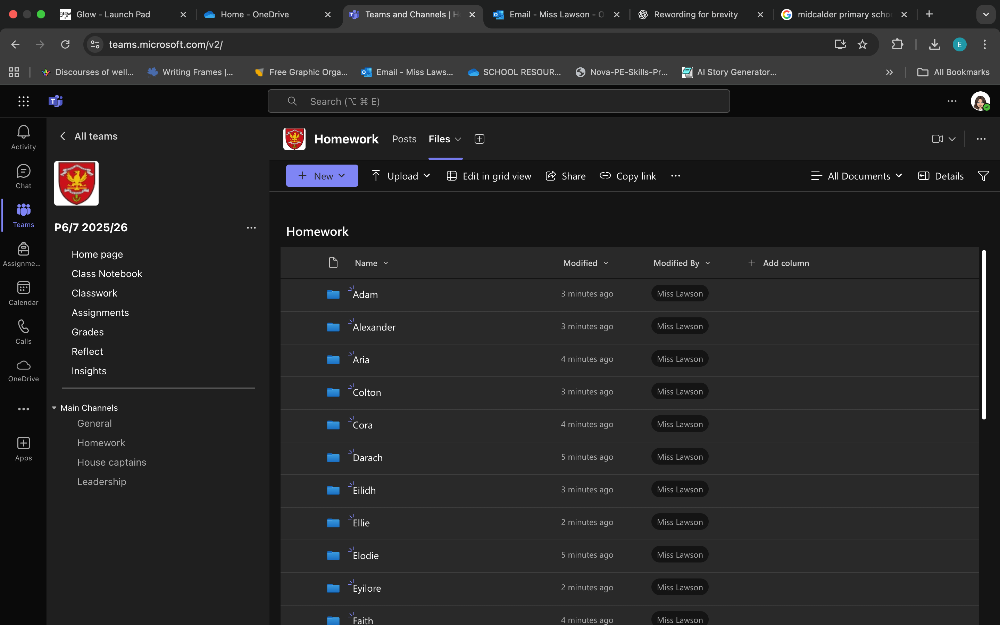 Glow - Launch Pad
Home - OneDrive
Teams and Channels | H
Email - Miss Lawson - O
Rewording for brevity
midcalder primary scho
teams.microsoft.com/v2/
E
Discourses of well...
Writing Frames |...
Free Graphic Orga...
Email - Miss Laws...
SCHOOL RESOUR...
Nova-PE-Skills-Pr...
AI Story Generator...
All Bookmarks
Search (⌥ ⌘ E)
Activity
Chat
Teams
Assignme...
Calendar
Calls
OneDrive
Apps
All teams
P6/7 2025/26
Home page
Class Notebook
Classwork
Assignments
Grades
Reflect
Insights
Main Channels
General
Homework
House captains
Leadership
Homework Posts Files
New Upload Edit in grid view Share Copy link All Documents Details
Homework
Name Modified Modified By Add column
Adam 3 minutes ago Miss Lawson
Alexander 3 minutes ago Miss Lawson
Aria 4 minutes ago Miss Lawson
Colton 3 minutes ago Miss Lawson
Cora 4 minutes ago Miss Lawson
Darach 5 minutes ago Miss Lawson
Eilidh 3 minutes ago Miss Lawson
Ellie 2 minutes ago Miss Lawson
Elodie 5 minutes ago Miss Lawson
Eyilore 2 minutes ago Miss Lawson
Faith 4 minutes ago Miss Lawson